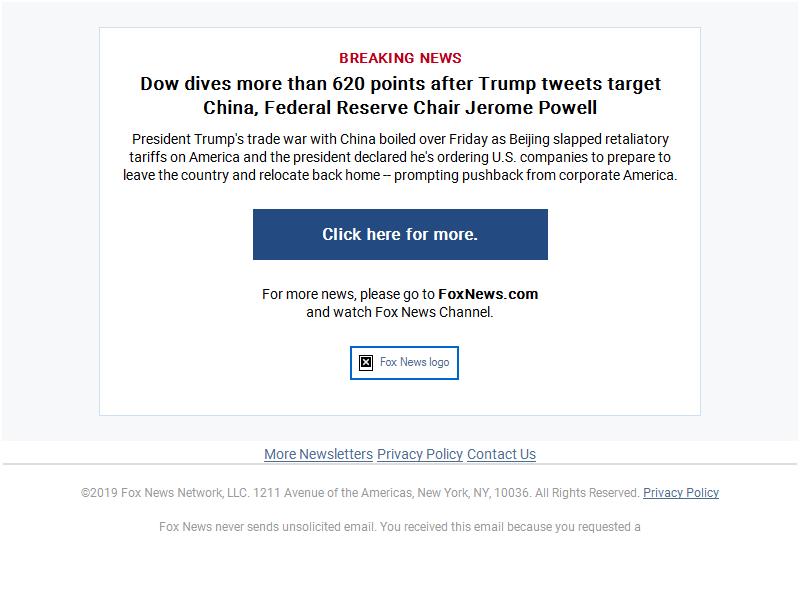 BREAKING NEWS
Dow dives more than 620 points after Trump tweets target
China, Federal Reserve Chair Jerome Powell
President Trump's trade war with China boiled over Friday as Beijing slapped retaliatory
tariffs on America and the president declared he's ordering U.S. companies to prepare to
leave the country and relocate back home -- prompting pushback from corporate America.
Click here for more.
For more news, please go to FoxNews.com
and watch Fox News Channel.
Fox News logo
More Newsletters Privacy Policy Contact Us
©2019 Fox News Network, LLC. 1211 Avenue of the Americas, New York, NY, 10036. All Rights Reserved. Privacy Policy
Fox News never sends unsolicited email. You received this email because you requested a